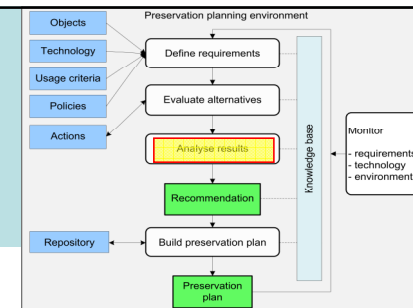 Preservation planning environment
Objects
Technology
Usage criteria
Policies
Actions
Define requirements
Evaluate alternatives
Analyse results
Recommendation
Repository
Build preservation plan
Preservation
plan
Knowledge base
Monitor
- requirements
- technology
- environment